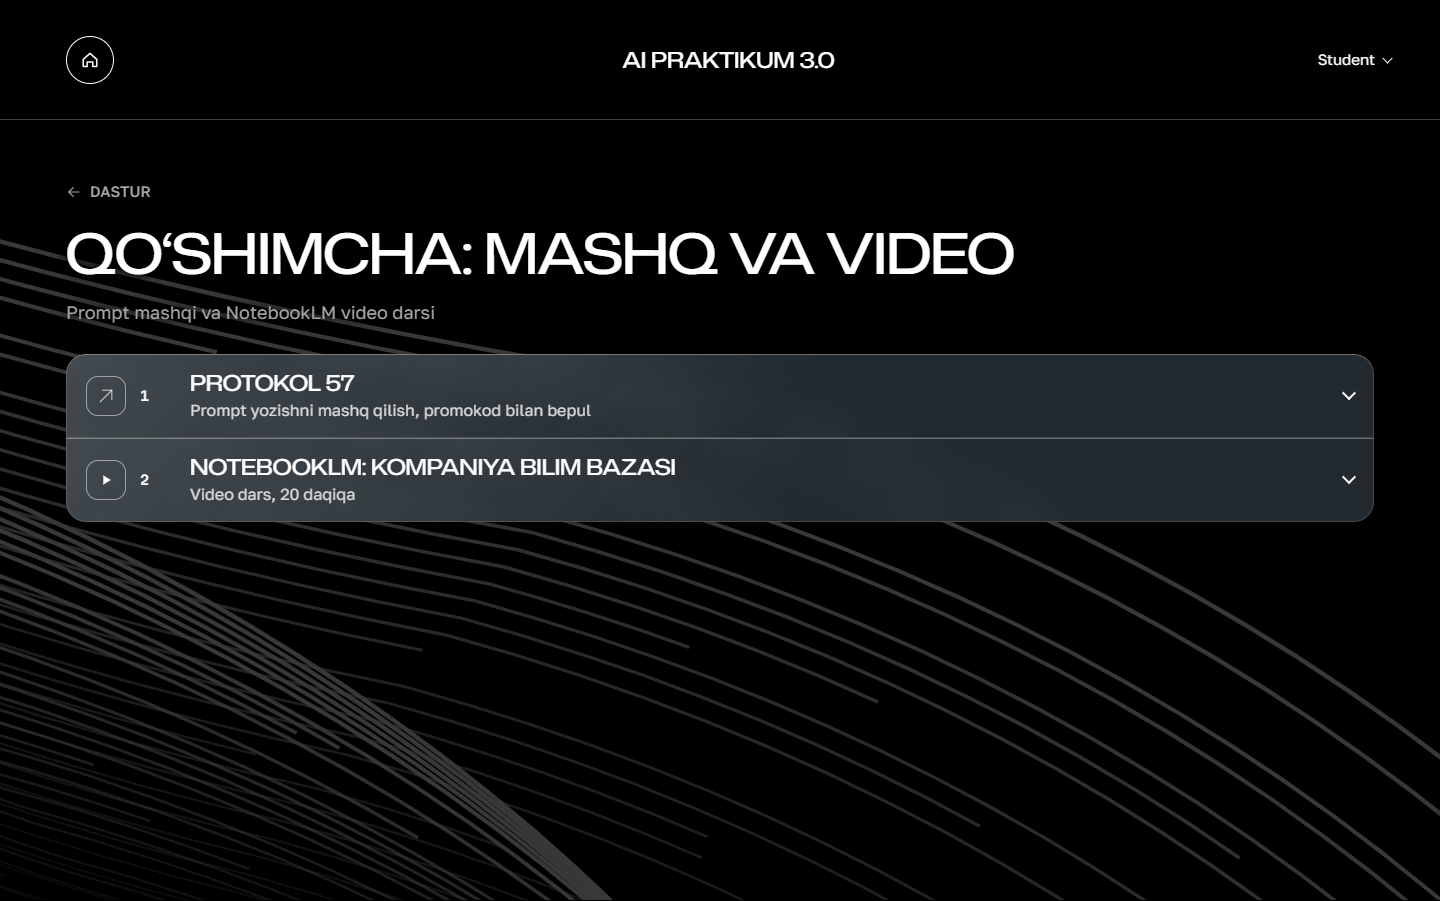 AI PRAKTIKUM 3.0
Student
← DASTUR
QO‘SHIMCHA: MASHQ VA VIDEO
Prompt mashqi va NotebookLM video darsi
1
PROTOKOL 57
Prompt yozishni mashq qilish, promokod bilan bepul
2
NOTEBOOKLM: KOMPANIYA BILIM BAZASI
Video dars, 20 daqiqa